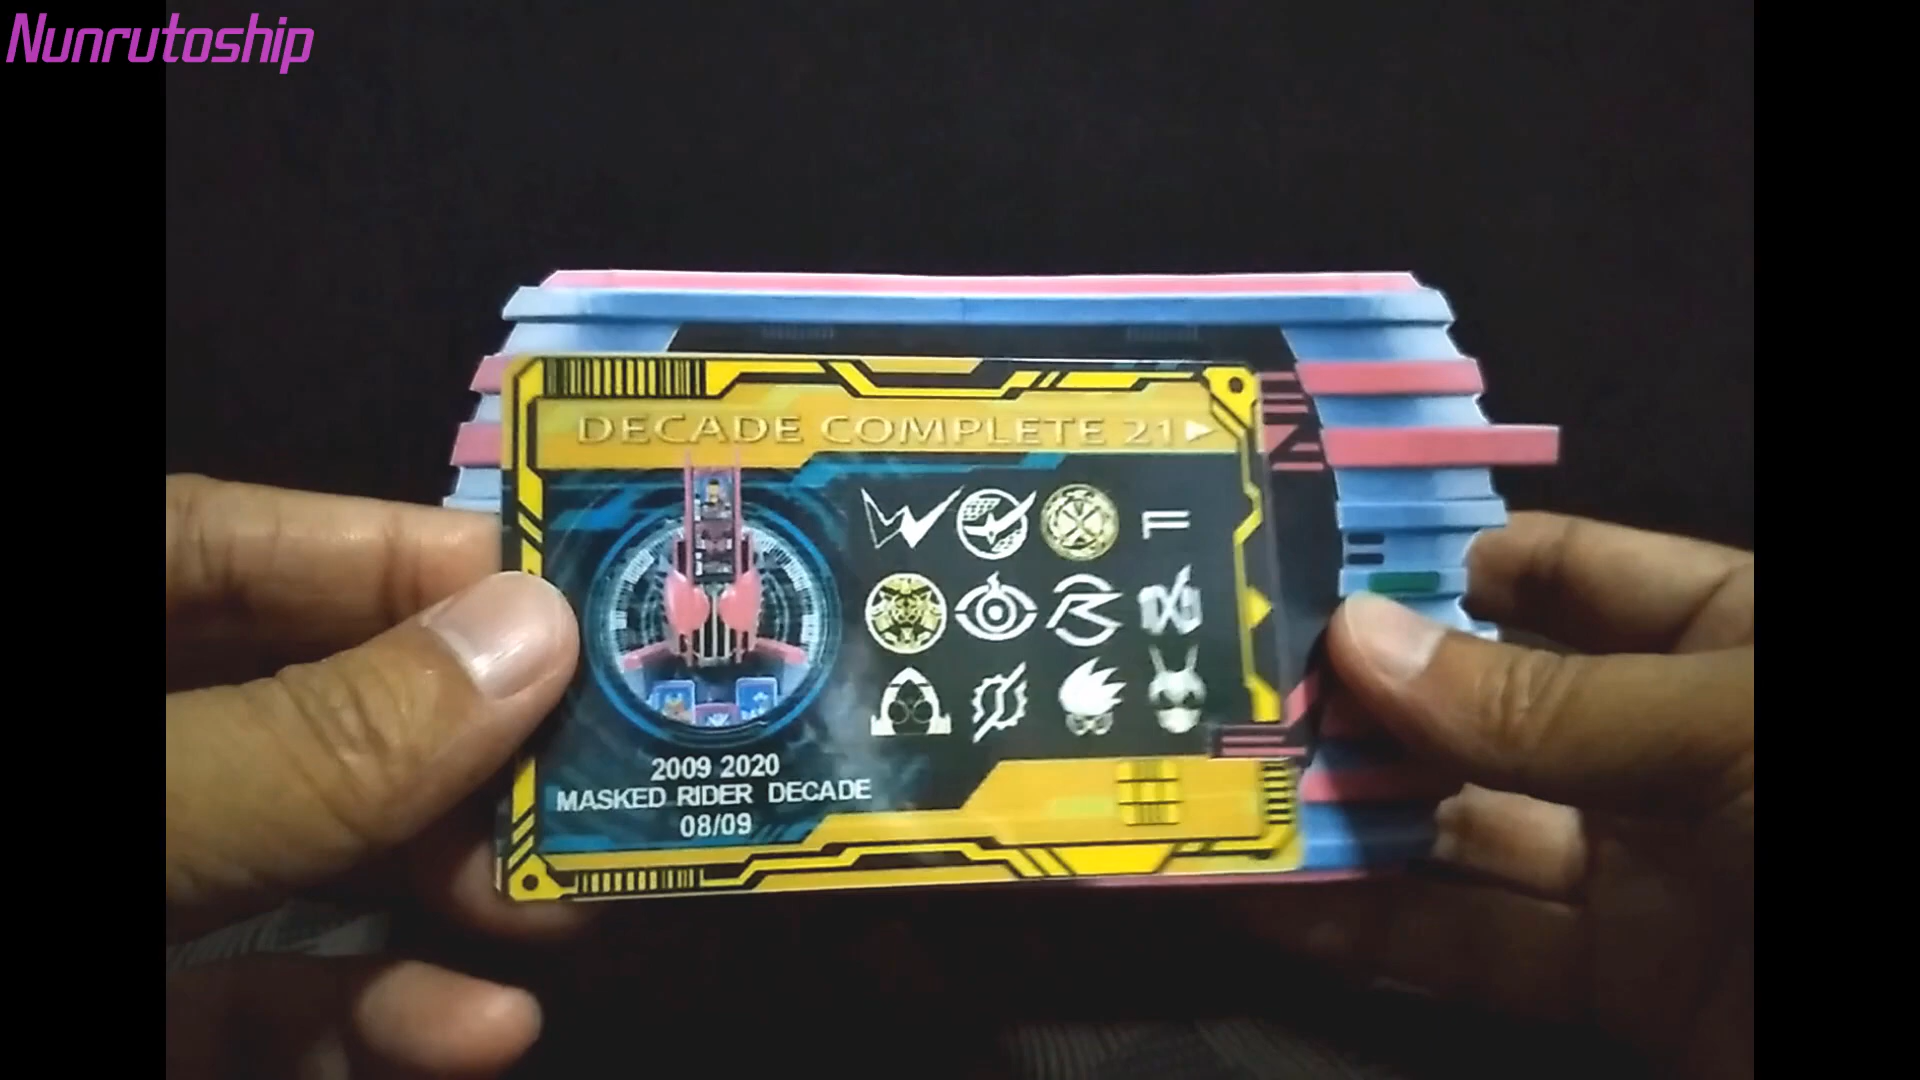 Nunrutoship
DECADE COMPLETE 21
2009 2020
MASKED RIDER DECADE
08/09